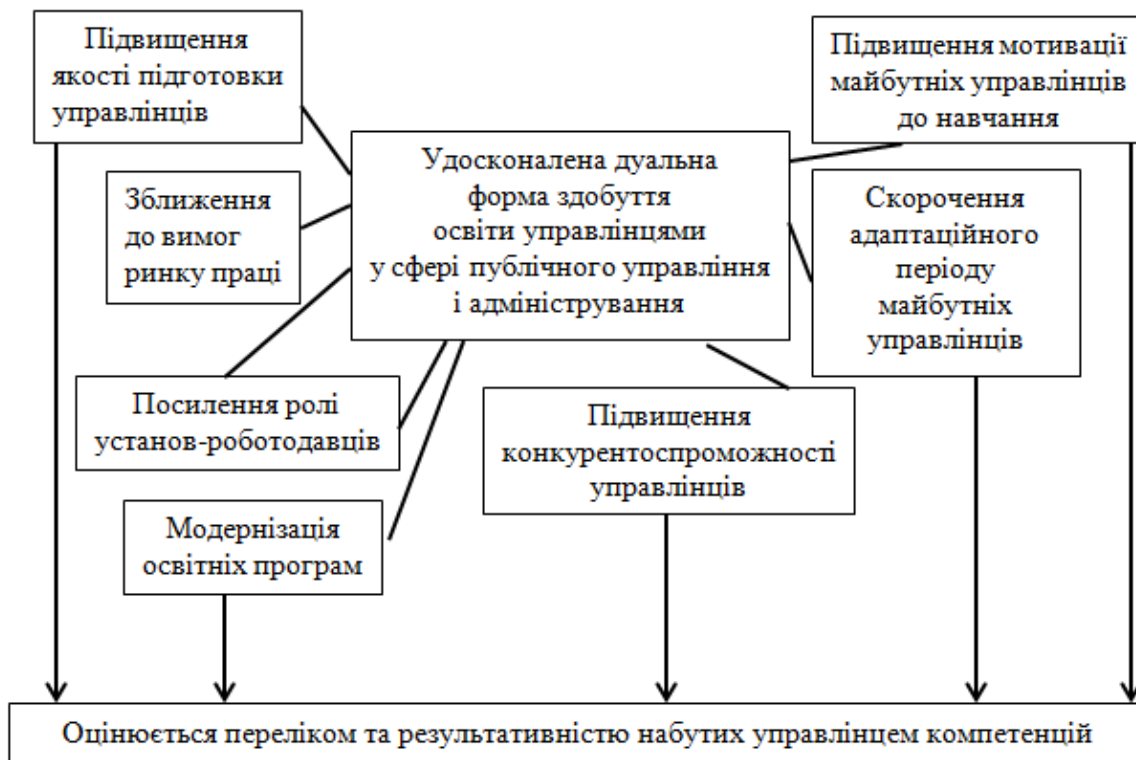 Підвищення
якості підготовки
управлінців
Підвищення мотивації
майбутніх управлінців
до навчання
Удосконалена дуальна
форма здобуття
освіти управлінцями
у сфері публічного управління
і адміністрування
Зближення
до вимог
ринку праці
Скорочення
адаптаційного
періоду
майбутніх
управлінців
Посилення ролі
установ-роботодавців
Підвищення
конкурентоспроможності
управлінців
Модернізація
освітніх програм
Оцінюється переліком та результативністю набутих управлінцем компетенцій